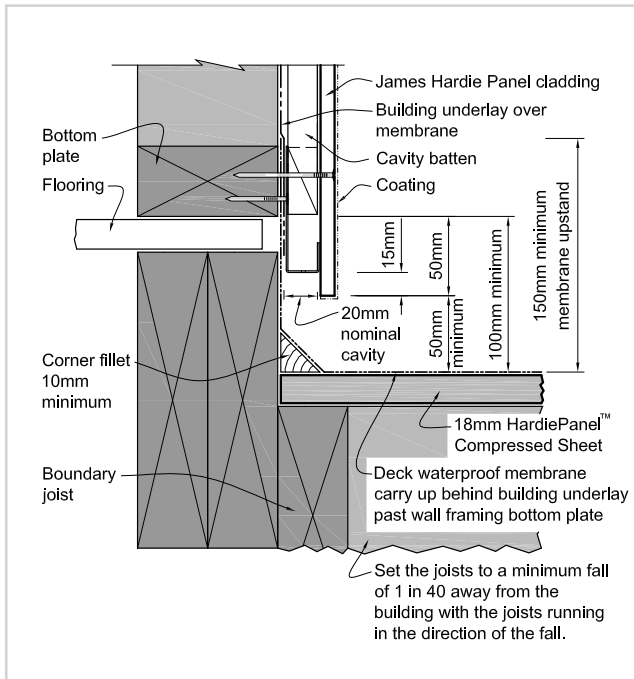 James Hardie Panel cladding
Building underlay over
membrane
Cavity batten
Coating
Bottom
plate
Flooring
15mm
50mm
50mm
minimum
100mm minimum
150mm minimum
membrane upstand
20mm
nominal
cavity
Corner fillet
10mm
minimum
18mm HardiePanel™
Compressed Sheet
Boundary
joist
Deck waterproof membrane
carry up behind building underlay
past wall framing bottom plate
Set the joists to a minimum fall
of 1 in 40 away from the
building with the joists running
in the direction of the fall.